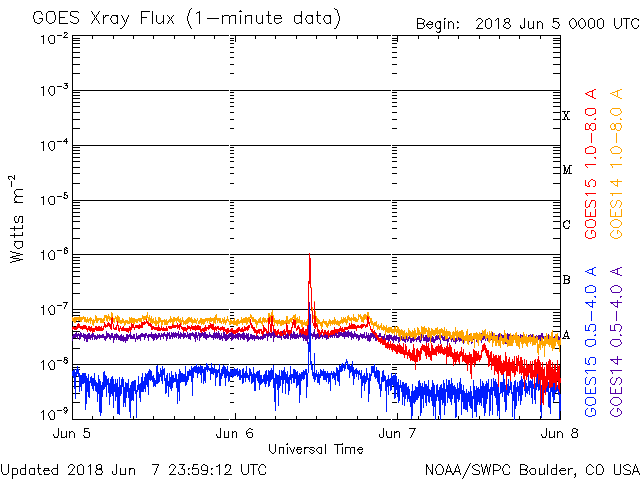 GOES Xray Flux (1-minute data)
Begin: 2018 Jun 5 0000 UTC
10⁻²
10⁻³
10⁻⁴
10⁻⁵
10⁻⁶
10⁻⁷
10⁻⁸
10⁻⁹
Watts m⁻²
X
M
C
B
A
GOES15 1.0-8.0 A
GOES14 1.0-8.0 A
GOES15 0.5-4.0 A
GOES14 0.5-4.0 A
Jun 5 Jun 6 Jun 7 Jun 8
Universal Time
Updated 2018 Jun 7 23:59:12 UTC
NOAA/SWPC Boulder, CO USA